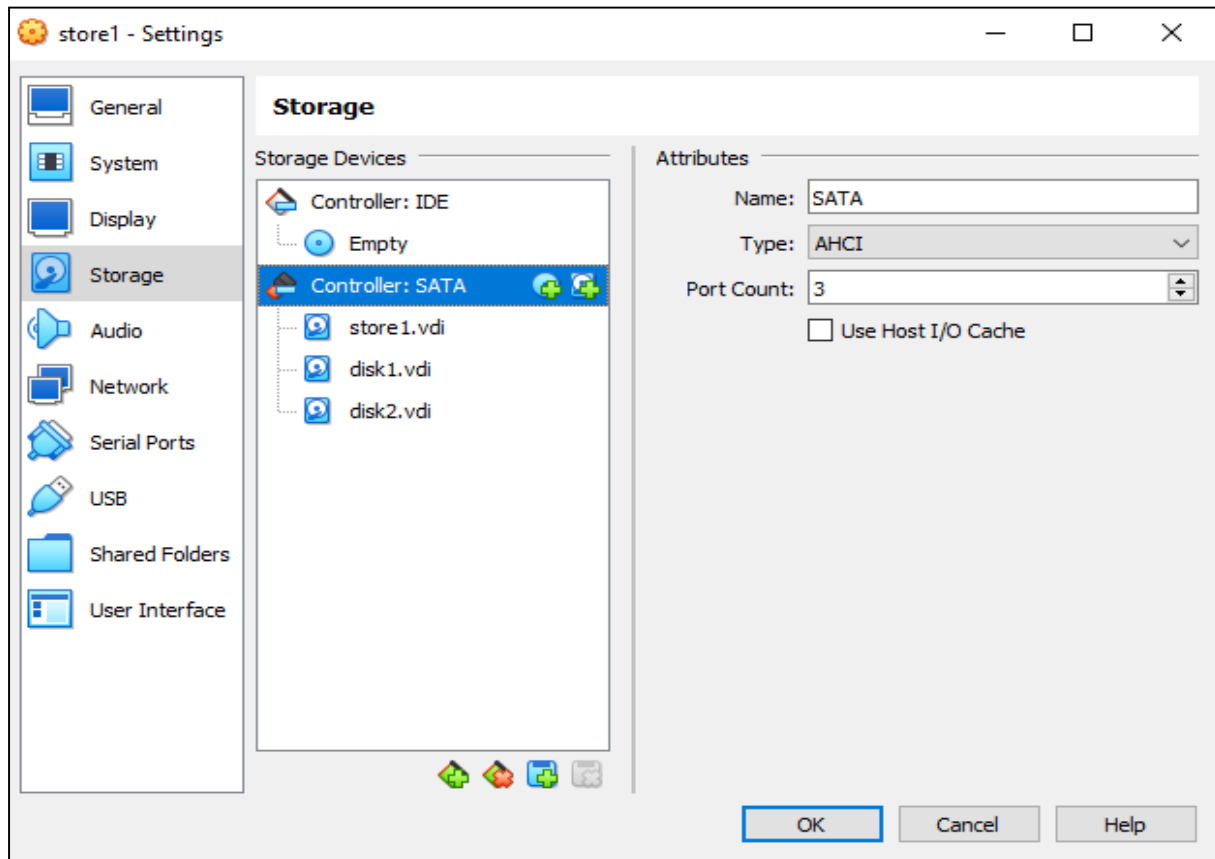 store1 - Settings
General
System
Display
Storage
Audio
Network
Serial Ports
USB
Shared Folders
User Interface
Storage
Storage Devices
Controller: IDE
Empty
Controller: SATA
store1.vdi
disk1.vdi
disk2.vdi
Attributes
Name: SATA
Type: AHCI
Port Count: 3
Use Host I/O Cache
OK Cancel Help